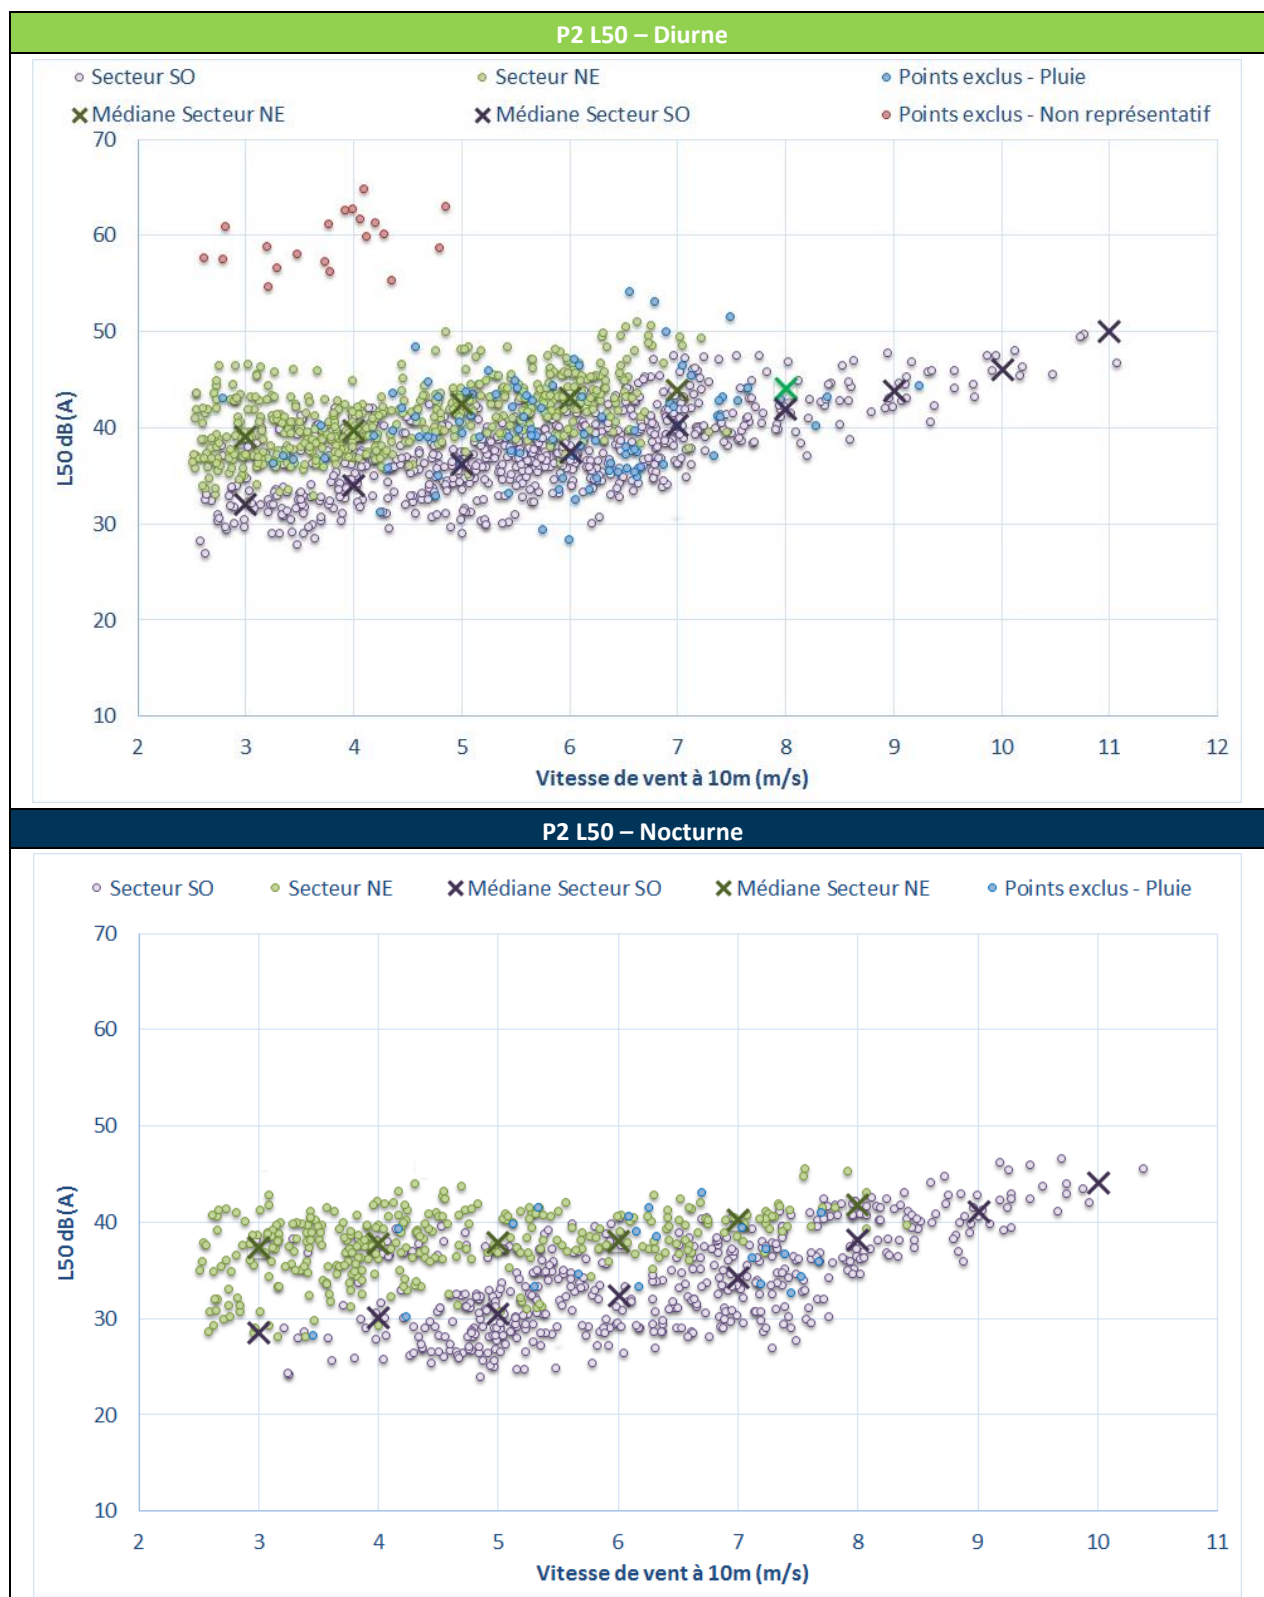 P2 L50 – Diurne
Secteur SO
Secteur NE
Points exclus - Pluie
Médiane Secteur NE
Médiane Secteur SO
Points exclus - Non représentatif
70
60
50
40
30
20
10
L50 dB(A)
2 3 4 5 6 7 8 9 10 11 12
Vitesse de vent à 10m (m/s)
P2 L50 – Nocturne
Secteur SO
Secteur NE
Médiane Secteur SO
Médiane Secteur NE
Points exclus - Pluie
70
60
50
40
30
20
10
L50 dB(A)
2 3 4 5 6 7 8 9 10 11
Vitesse de vent à 10m (m/s)